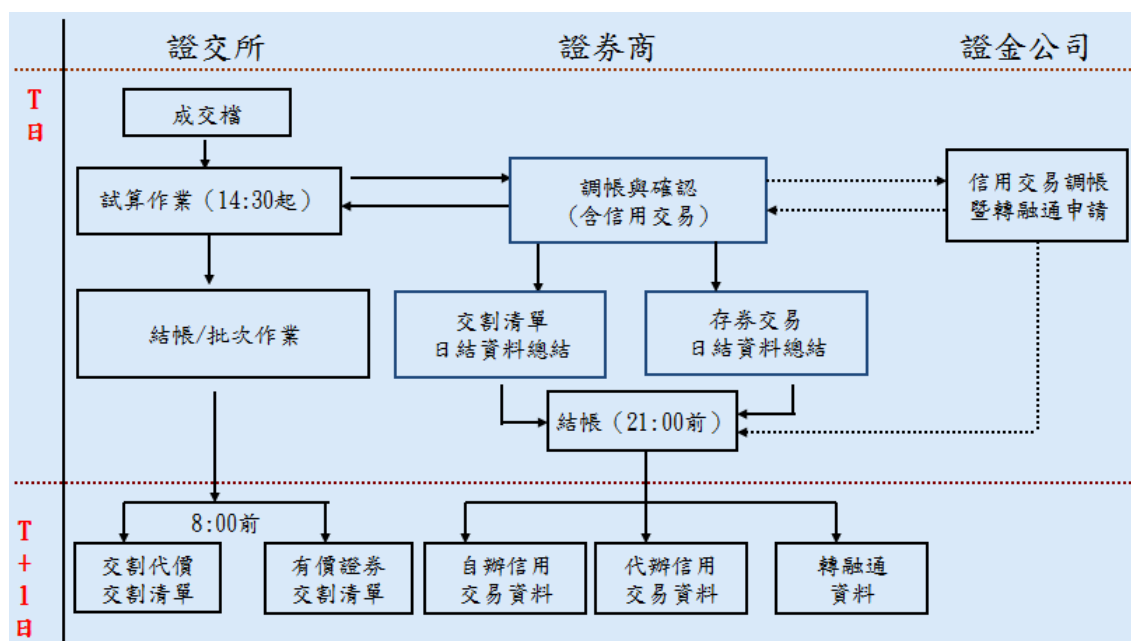 證交所
證券商
證金公司
T
日
成交檔
試算作業（14:30起）
調帳與確認
(含信用交易)
信用交易調帳
暨轉融通申請
結帳/批次作業
交割清單
日結資料總結
存券交易
日結資料總結
結帳（21:00前）
T
+
1
日
8:00前
交割代價
交割清單
有價證券
交割清單
自辦信用
交易資料
代辦信用
交易資料
轉融通
資料